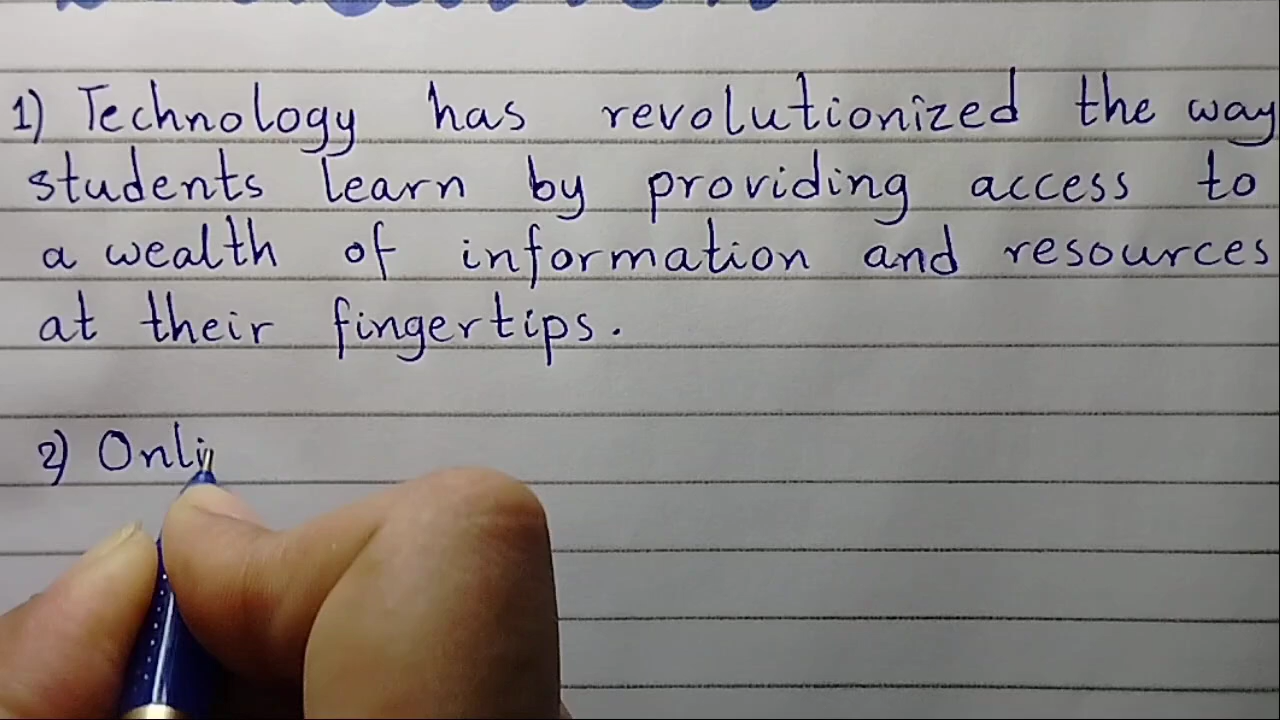 1) Technology has revolutionized the way
students learn by providing access to
a wealth of information and resources
at their fingertips.
2) Onli